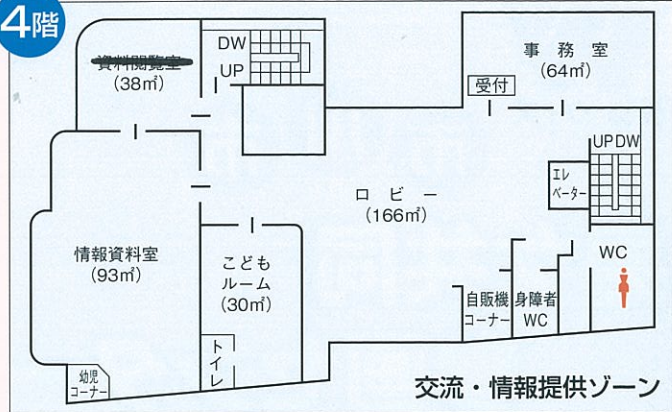 4階
資料閲覧室
(38㎡)
DW
UP
事務室
(64㎡)
受付
UP DW
エレ
ベーター
ロビー
(166㎡)
情報資料室
(93㎡)
こども
ルーム
(30㎡)
WC
自販機
コーナー
身障者
WC
トイレ
幼児
コーナー
交流・情報提供ゾーン